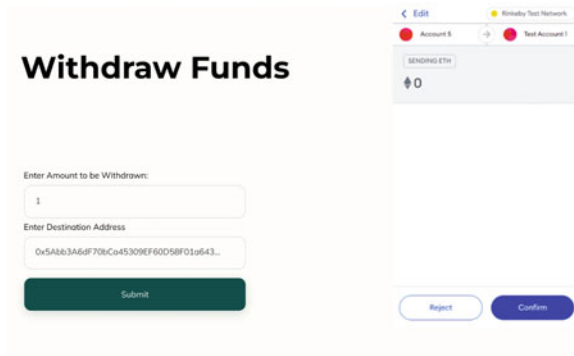 Withdraw Funds
Enter Amount to be Withdrawn:
1
Enter Destination Address
0x5Abb3A6dF70bCa45309EF60D58F01a643...
Submit
Edit
Rinkeby Test Network
Account 5
Test Account 1
SENDING ETH
0
Reject
Confirm